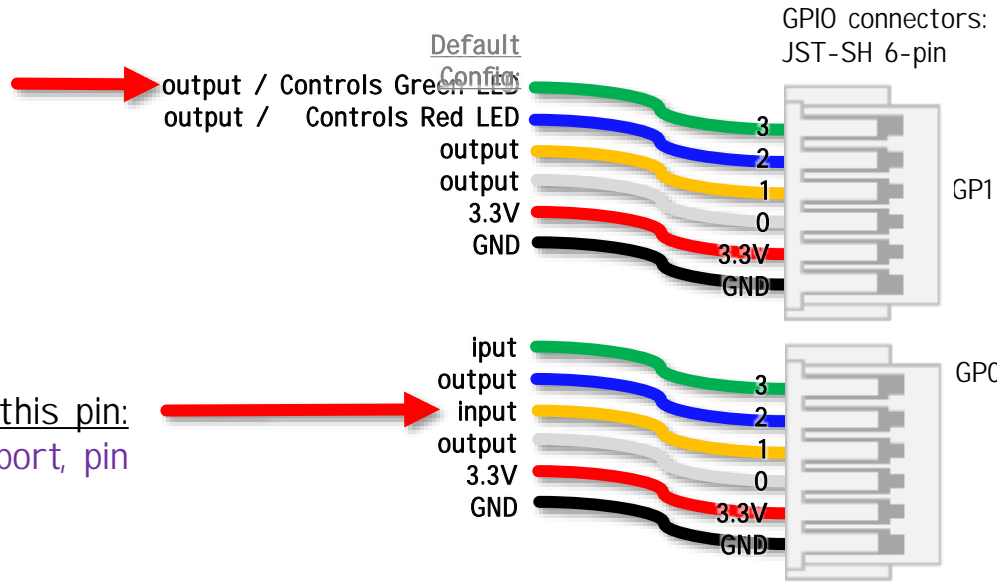 GPIO connectors:
JST-SH 6-pin
Default
Config:
output / Controls Green LED
output / Controls Red LED
output
output
3.3V
GND
3
2
1
0
3.3V
GND
GP1
iput
output
input
output
3.3V
GND
3
2
1
0
3.3V
GND
GP0
this pin:
port, pin